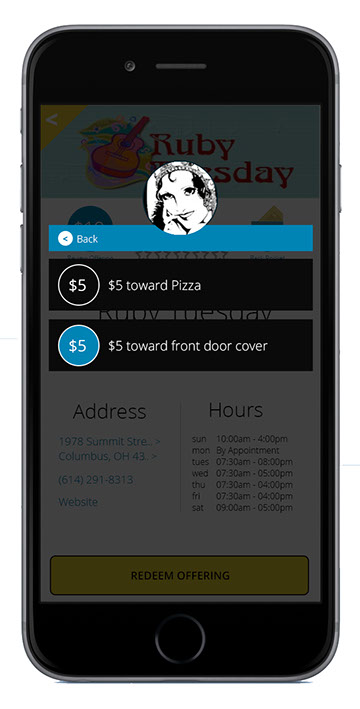 <
Ruby
Tuesday
< Back
$5 $5 toward Pizza
Ruby Tuesday
$5 $5 toward front door cover
Address
1978 Summit Stre.. >
Columbus, OH 43.. >
(614) 291-8313
Website
Hours
sun 10:00am - 4:00pm
mon By Appointment
tues 07:30am - 08:00pm
wed 07:30am - 05:00pm
thu 07:30am - 04:00pm
fri 07:30am - 04:00pm
sat 09:00am - 05:00pm
REDEEM OFFERING